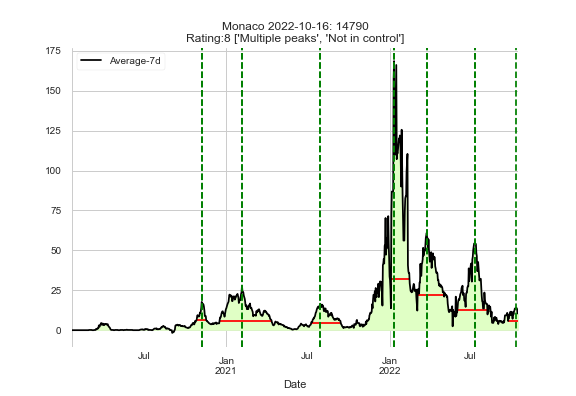 Monaco 2022-10-16: 14790
Rating:8 ['Multiple peaks', 'Not in control']
Average-7d
175
150
125
100
75
50
25
0
Jul
Jan
2021
Jul
Jan
2022
Jul
Date